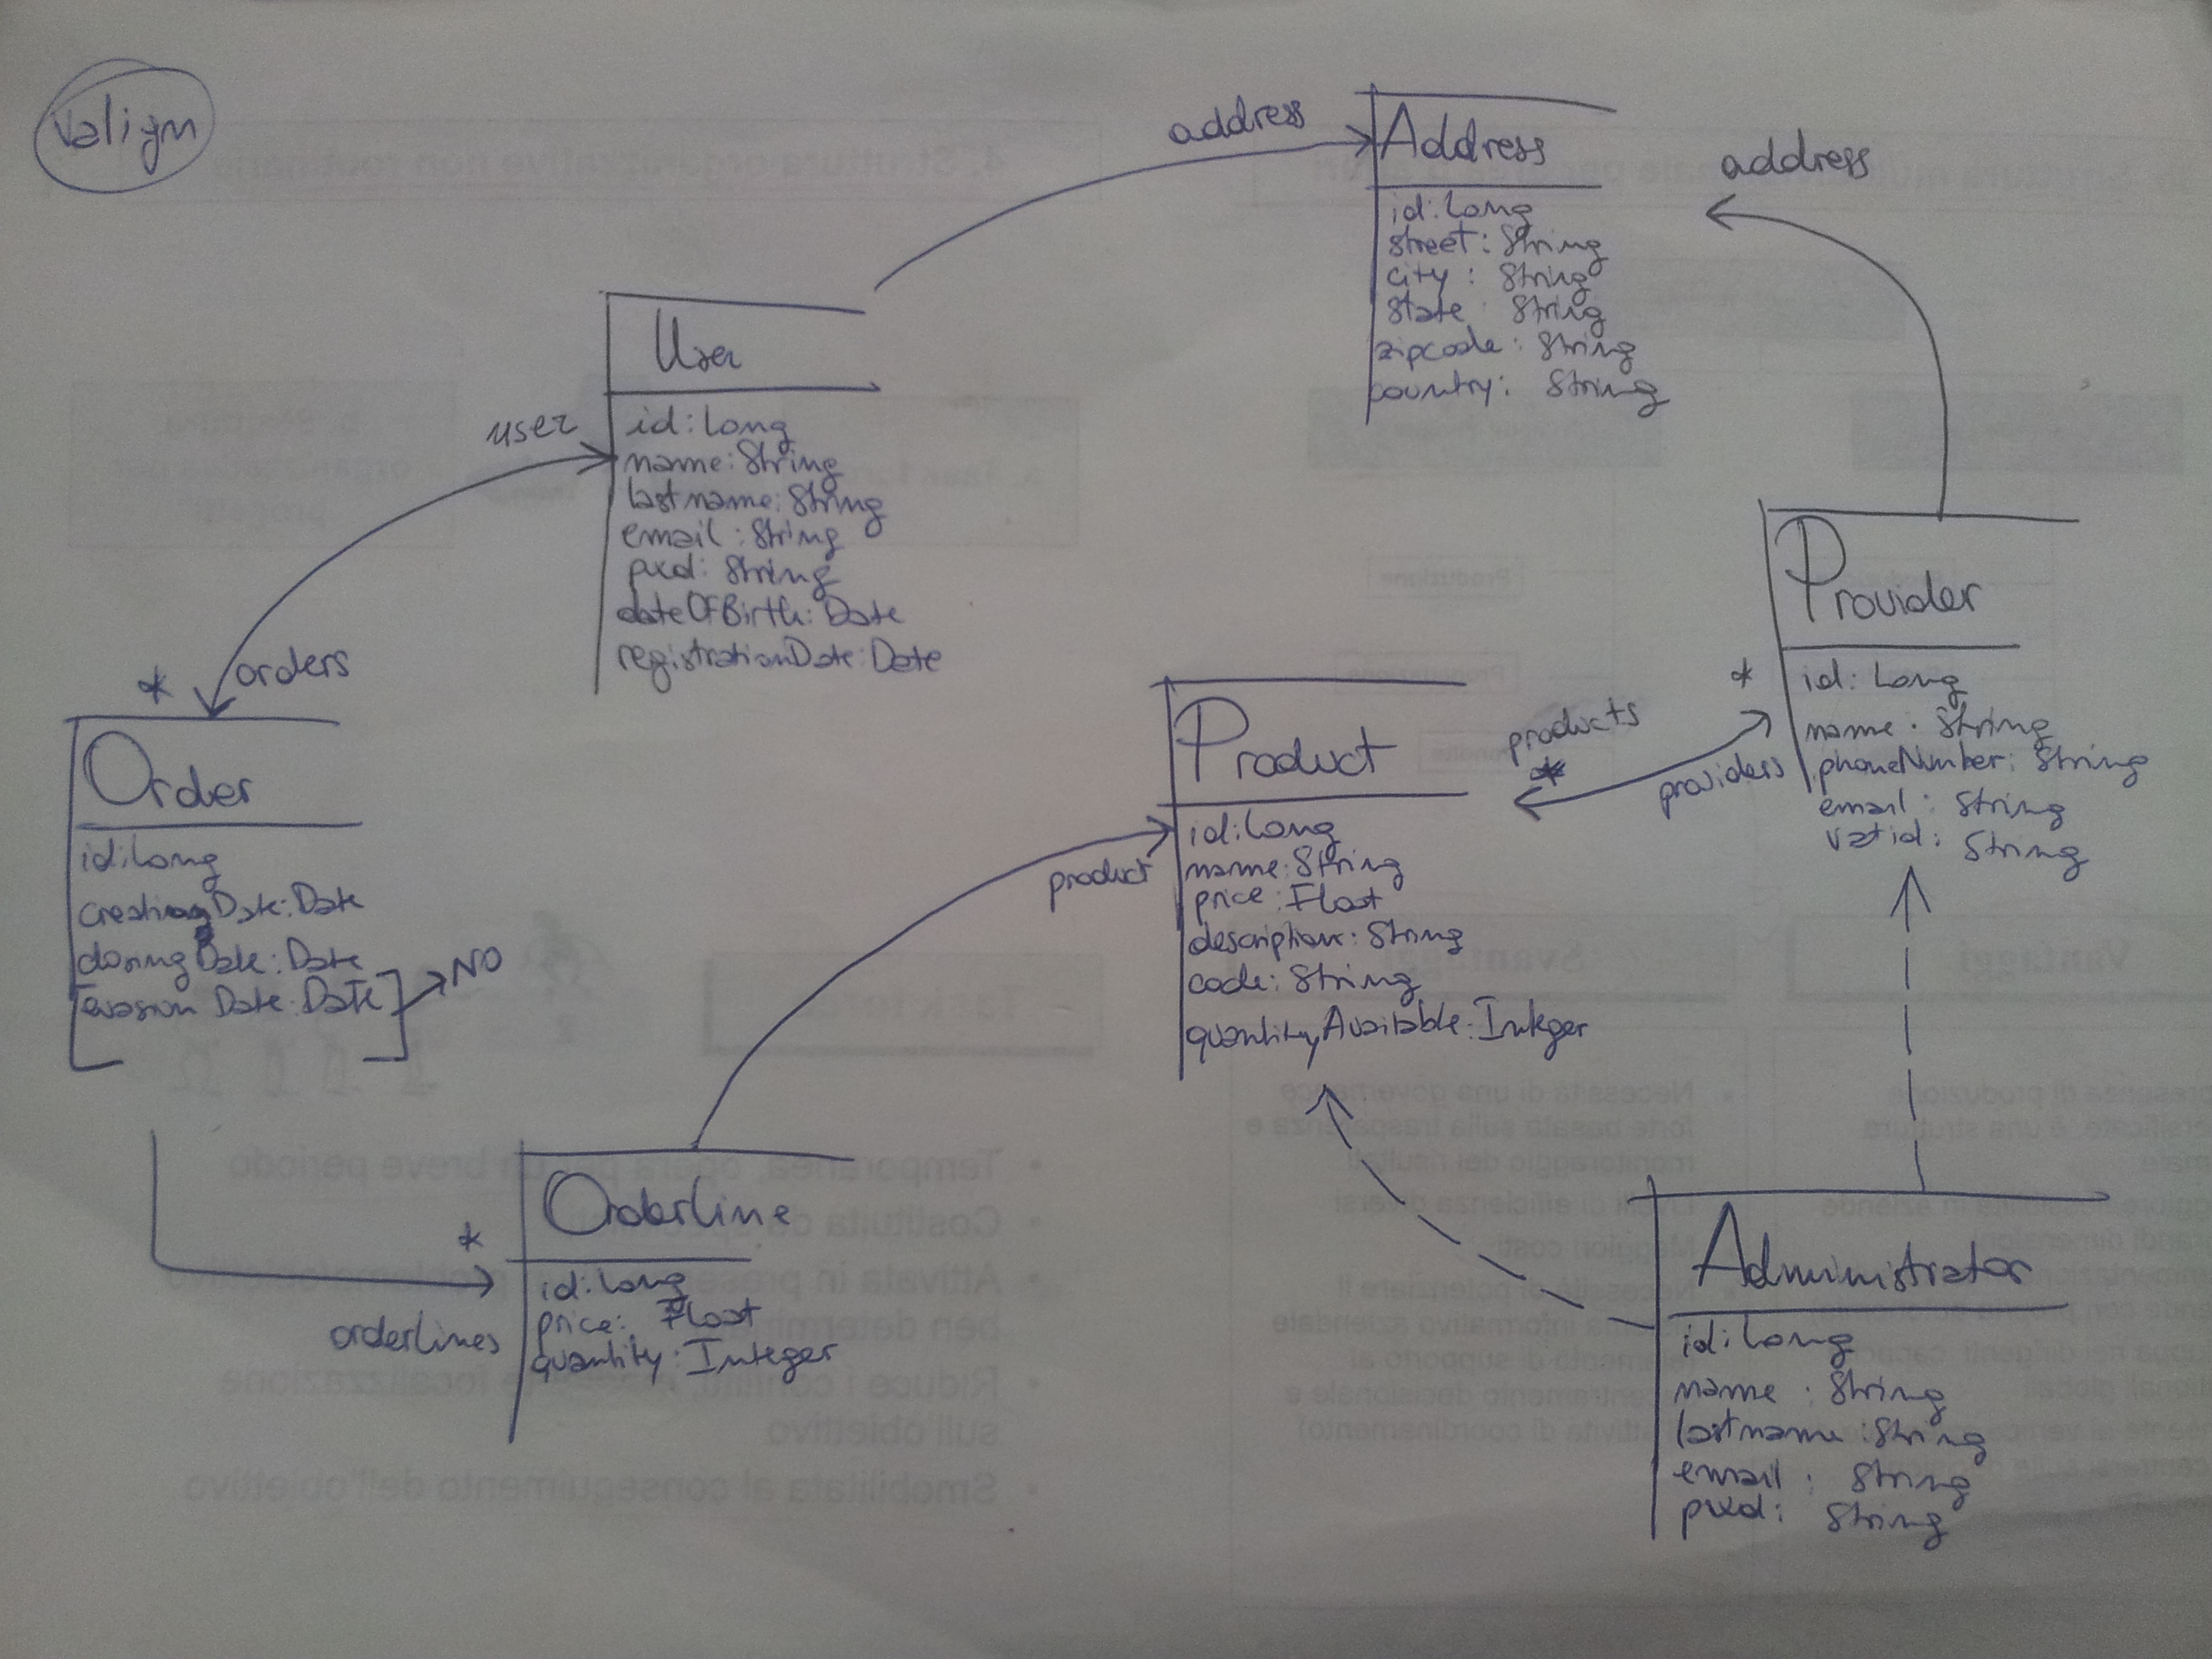 Valiym
address
Address
id: Long
street: String
city: String
state String
zipcode: String
country: String
address
User
id: Long
name: String
lastname: String
email: String
pwd: String
dateOfBirth: Date
registrationDate: Date
user
* orders
Order
id: Long
creationDate: Date
closingDate: Date
[evasion Date: Date] → NO
Provider
id: Long
name: String
phoneNumber: String
email: String
vatid: String
*
products
*
providers
Product
id: Long
name: String
price: Float
description: String
code: String
quantityAvailable: Integer
product
Orderline
id: Long
price: Float
quantity: Integer
*
orderlines
Administrator
id: Long
name: String
lastname: String
email: String
pwd: String